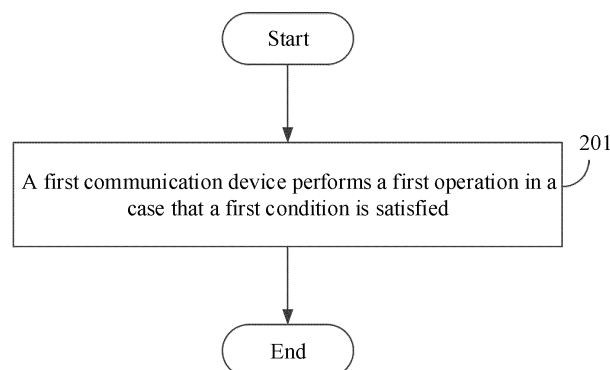 Start
201
A first communication device performs a first operation in a
case that a first condition is satisfied
End